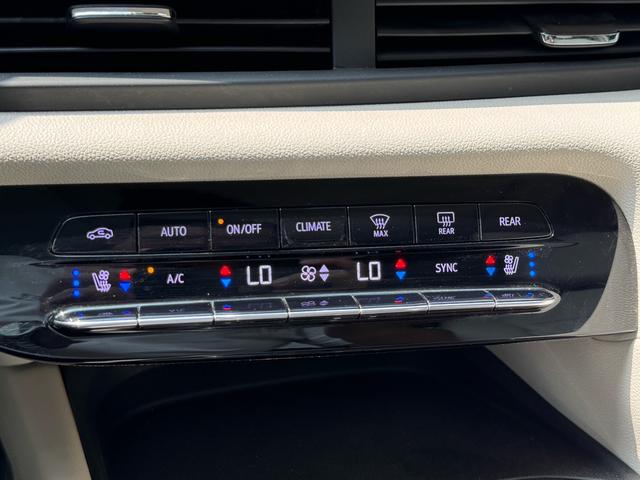 AUTO ON/OFF CLIMATE MAX REAR REAR
A/C LO LO SYNC